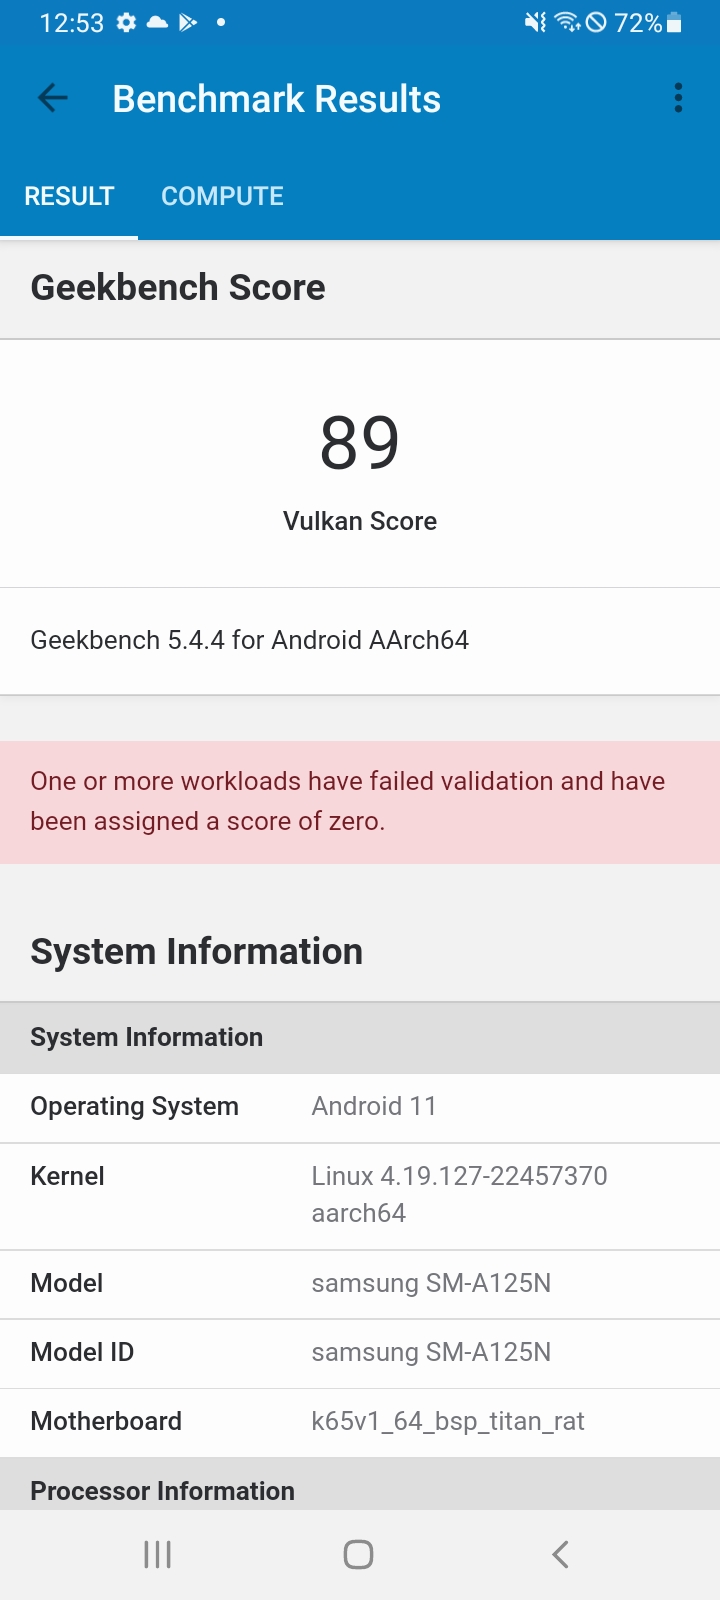 12:53 72%
Benchmark Results
RESULT COMPUTE
Geekbench Score
89
Vulkan Score
Geekbench 5.4.4 for Android AArch64
One or more workloads have failed validation and have
been assigned a score of zero.
System Information
System Information
Operating System Android 11
Kernel Linux 4.19.127-22457370
aarch64
Model samsung SM-A125N
Model ID samsung SM-A125N
Motherboard k65v1_64_bsp_titan_rat
Processor Information